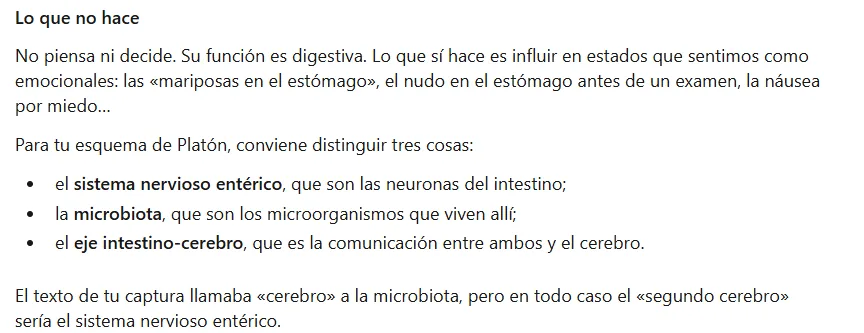 Lo que no hace
No piensa ni decide. Su función es digestiva. Lo que sí hace es influir en estados que sentimos como
emocionales: las «mariposas en el estómago», el nudo en el estómago antes de un examen, la náusea
por miedo...
Para tu esquema de Platón, conviene distinguir tres cosas:
• el sistema nervioso entérico, que son las neuronas del intestino;
• la microbiota, que son los microorganismos que viven allí;
• el eje intestino-cerebro, que es la comunicación entre ambos y el cerebro.
El texto de tu captura llamaba «cerebro» a la microbiota, pero en todo caso el «segundo cerebro»
sería el sistema nervioso entérico.